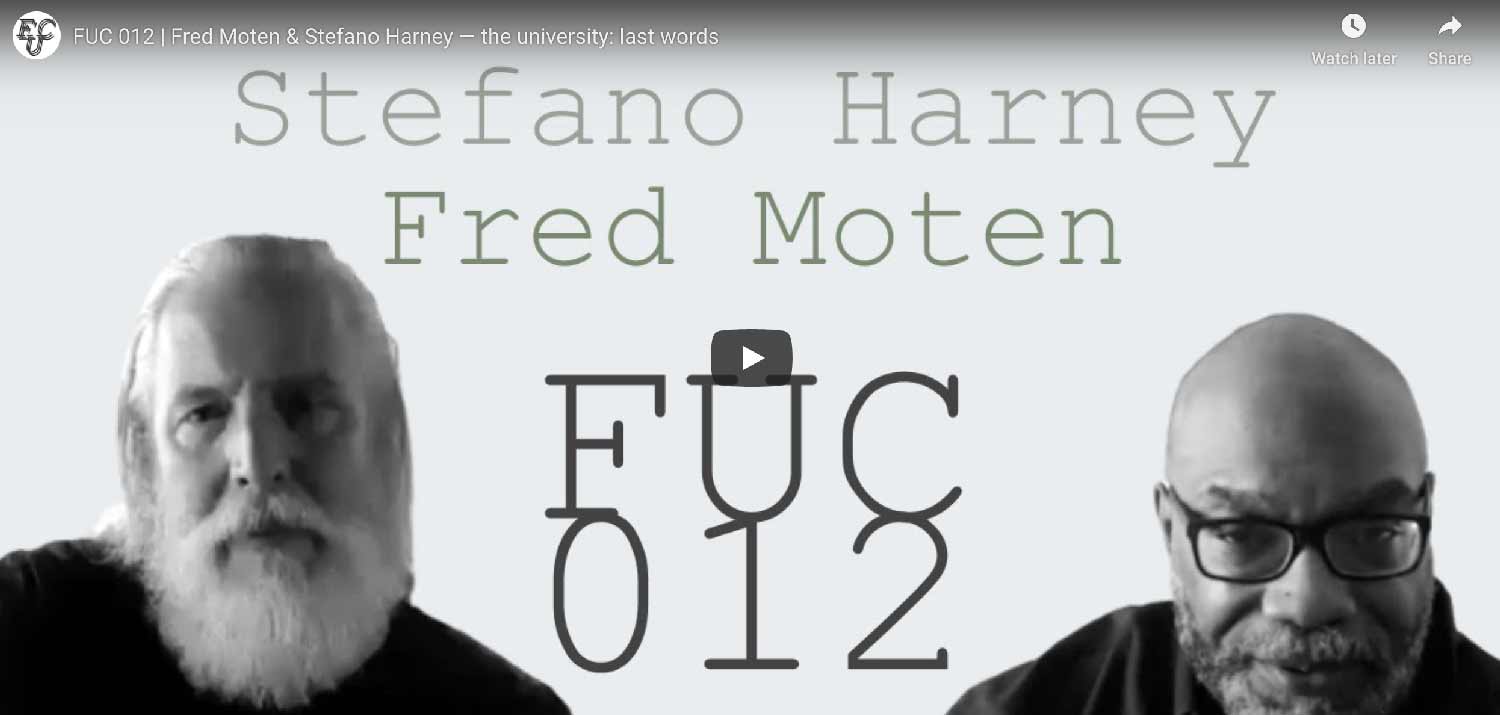 FUC
U
FUC 012 | Fred Moten & Stefano Harney — the university: last words
Watch later
Share
Stefano Harney
Fred Moten
FUC
012